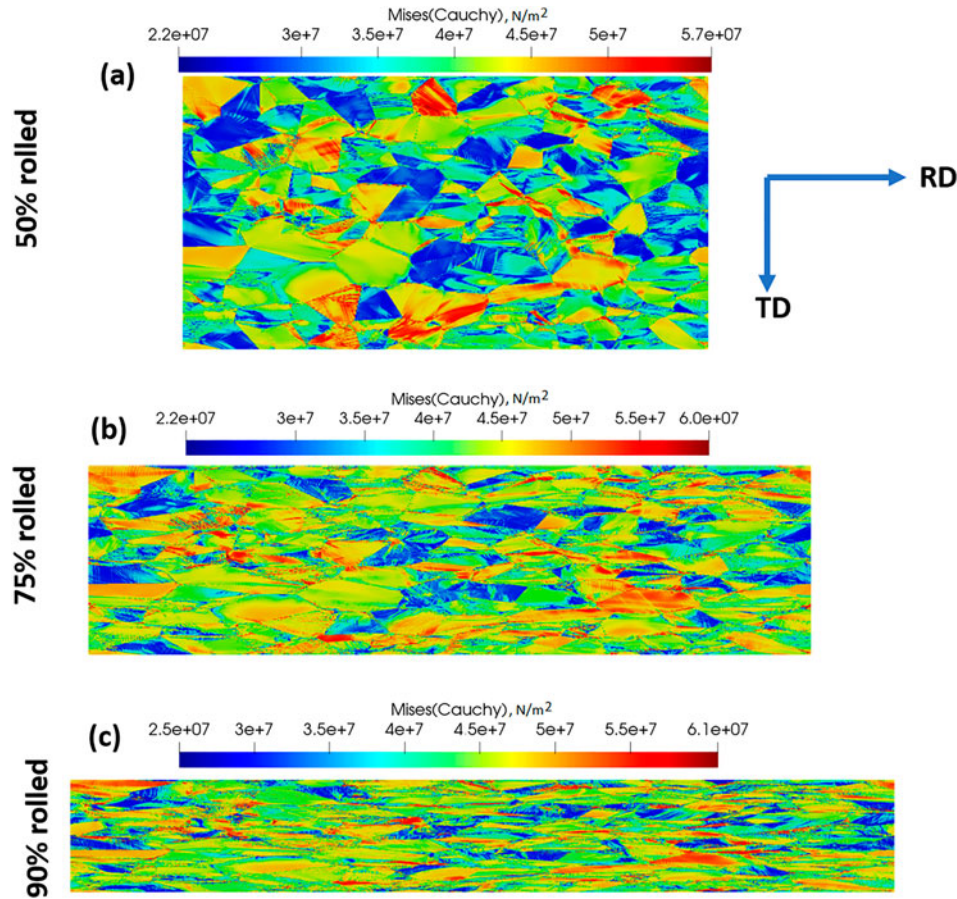 Mises(Cauchy), N/m²
2.2e+07 3e+7 3.5e+7 4e+7 4.5e+7 5e+7 5.7e+07
(a)
50% rolled
RD
TD
Mises(Cauchy), N/m²
2.2e+07 3e+7 3.5e+7 4e+7 4.5e+7 5e+7 5.5e+7 6.0e+07
(b)
75% rolled
Mises(Cauchy), N/m²
2.5e+07 3e+7 3.5e+7 4e+7 4.5e+7 5e+7 5.5e+7 6.1e+07
(c)
90% rolled